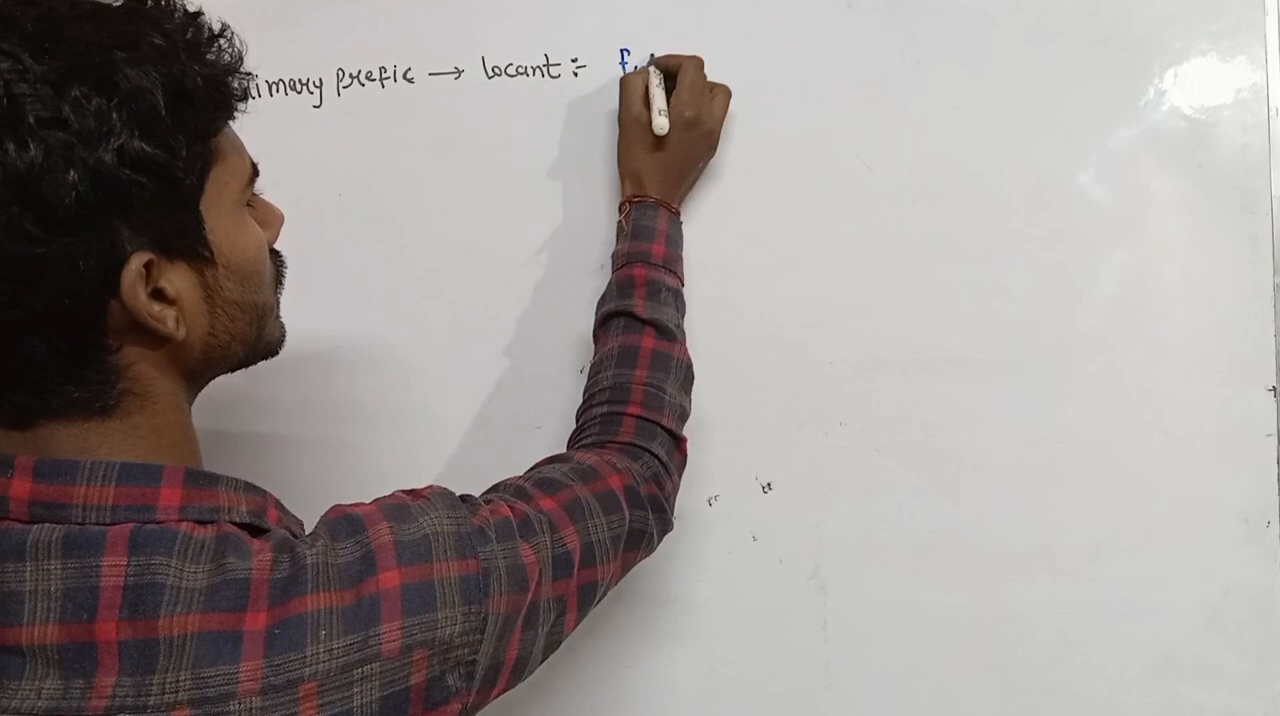 imary prefic → locant :- f